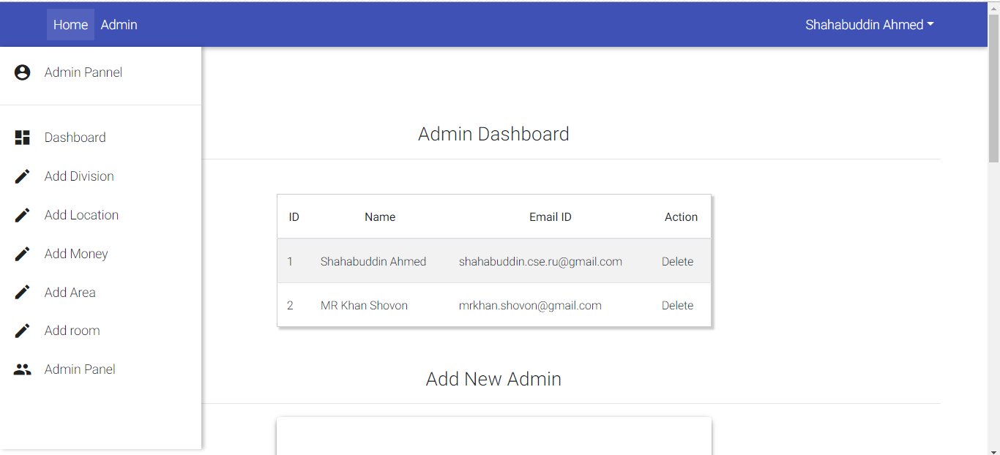 Home Admin Shahabuddin Ahmed
Admin Pannel
Dashboard
Add Division
Add Location
Add Money
Add Area
Add room
Admin Panel
Admin Dashboard
ID Name Email ID Action
1 Shahabuddin Ahmed shahabuddin.cse.ru@gmail.com Delete
2 MR Khan Shovon mrkhan.shovon@gmail.com Delete
Add New Admin